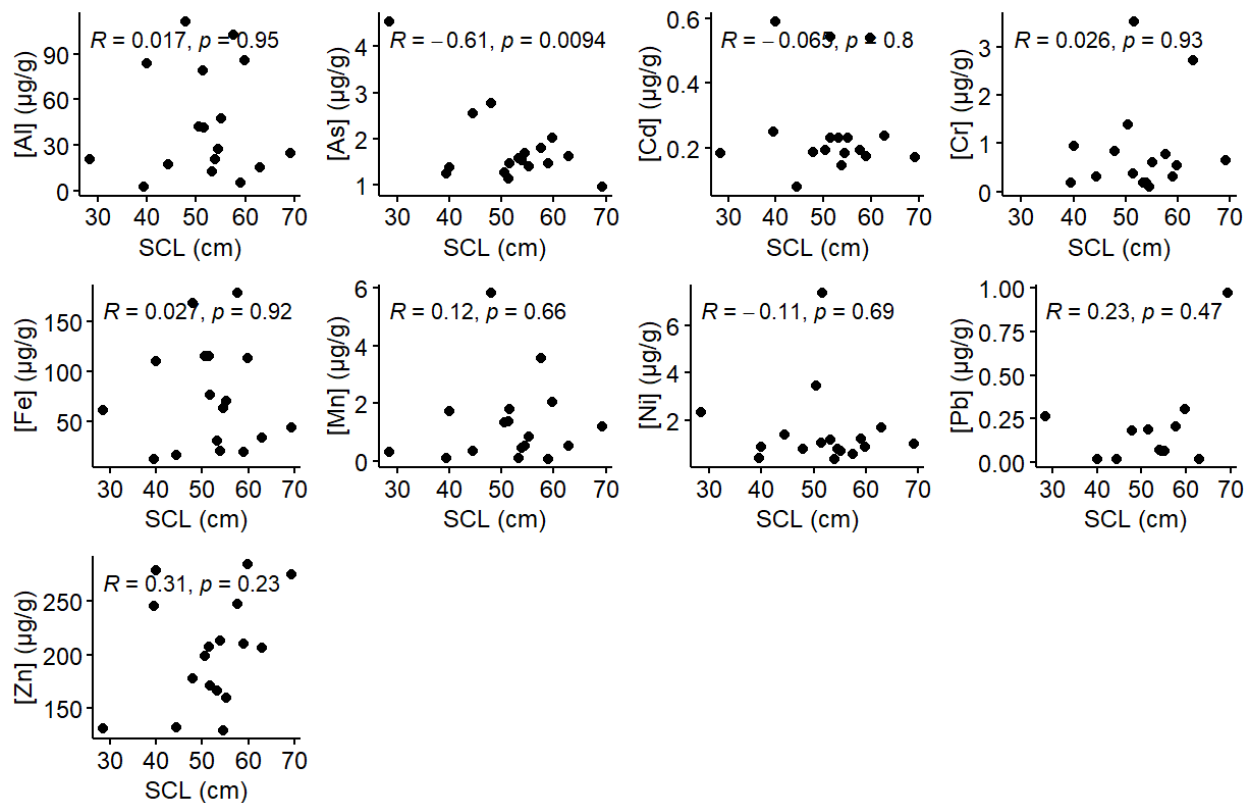 [Al] (µg/g)
90
60
30
0
R = 0.017, p = 0.95
30 40 50 60 70
SCL (cm)
[As] (µg/g)
4
3
2
1
R = −0.61, p = 0.0094
30 40 50 60 70
SCL (cm)
[Cd] (µg/g)
0.6
0.4
0.2
R = −0.065, p = 0.8
30 40 50 60 70
SCL (cm)
[Cr] (µg/g)
3
2
1
0
R = 0.026, p = 0.93
30 40 50 60 70
SCL (cm)
[Fe] (µg/g)
150
100
50
R = 0.027, p = 0.92
30 40 50 60 70
SCL (cm)
[Mn] (µg/g)
6
4
2
0
R = 0.12, p = 0.66
30 40 50 60 70
SCL (cm)
[Ni] (µg/g)
6
4
2
R = −0.11, p = 0.69
30 40 50 60 70
SCL (cm)
[Pb] (µg/g)
1.00
0.75
0.50
0.25
0.00
R = 0.23, p = 0.47
30 40 50 60 70
SCL (cm)
[Zn] (µg/g)
250
200
150
R = 0.31, p = 0.23
30 40 50 60 70
SCL (cm)